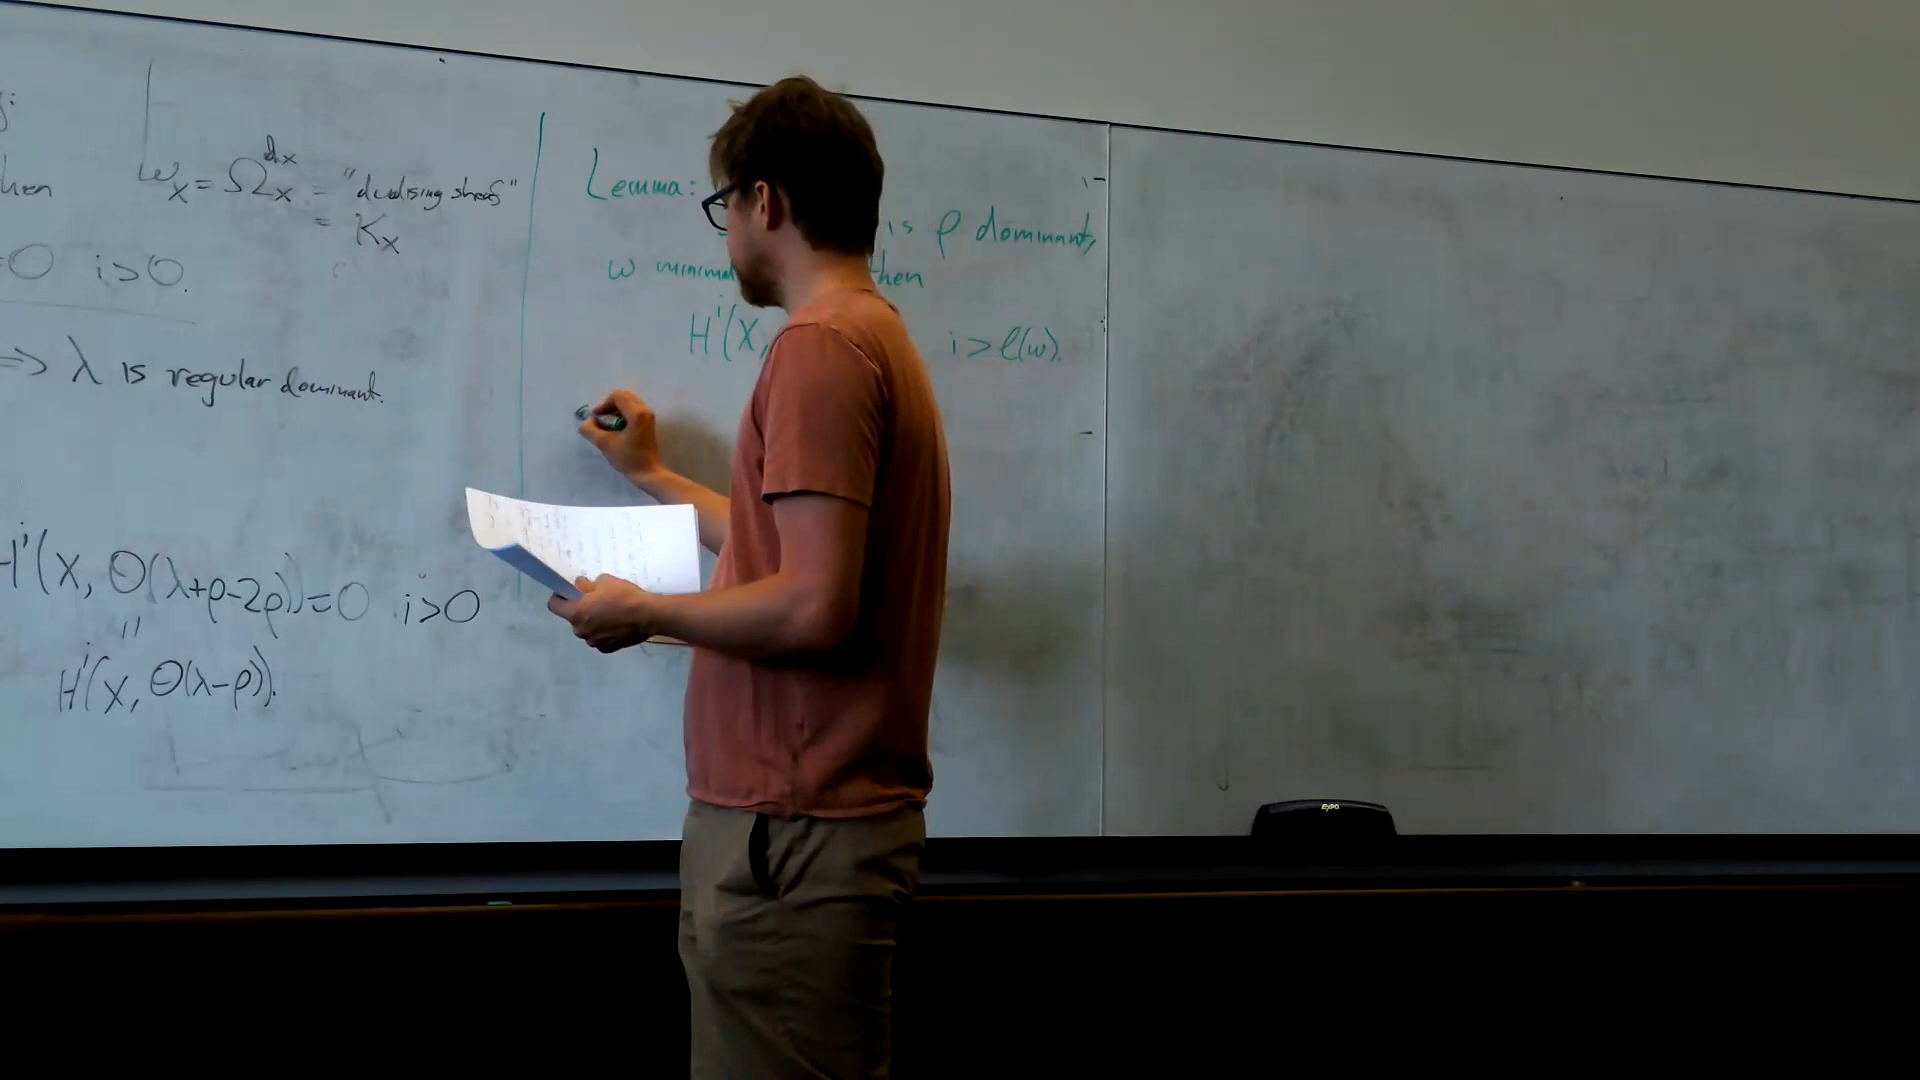 then
=0 i>0.
ω_X = Ω_X^{d_X} = "dualising sheaf"
= K_X
=> λ is regular dominant.
H^i(X, O(λ+ρ-2ρ))=0 i>0
"
H^i(X, O(λ-ρ)).
Lemma:
is ρ dominant,
w minimal then
H^i(X, i>ℓ(w).
EXPO